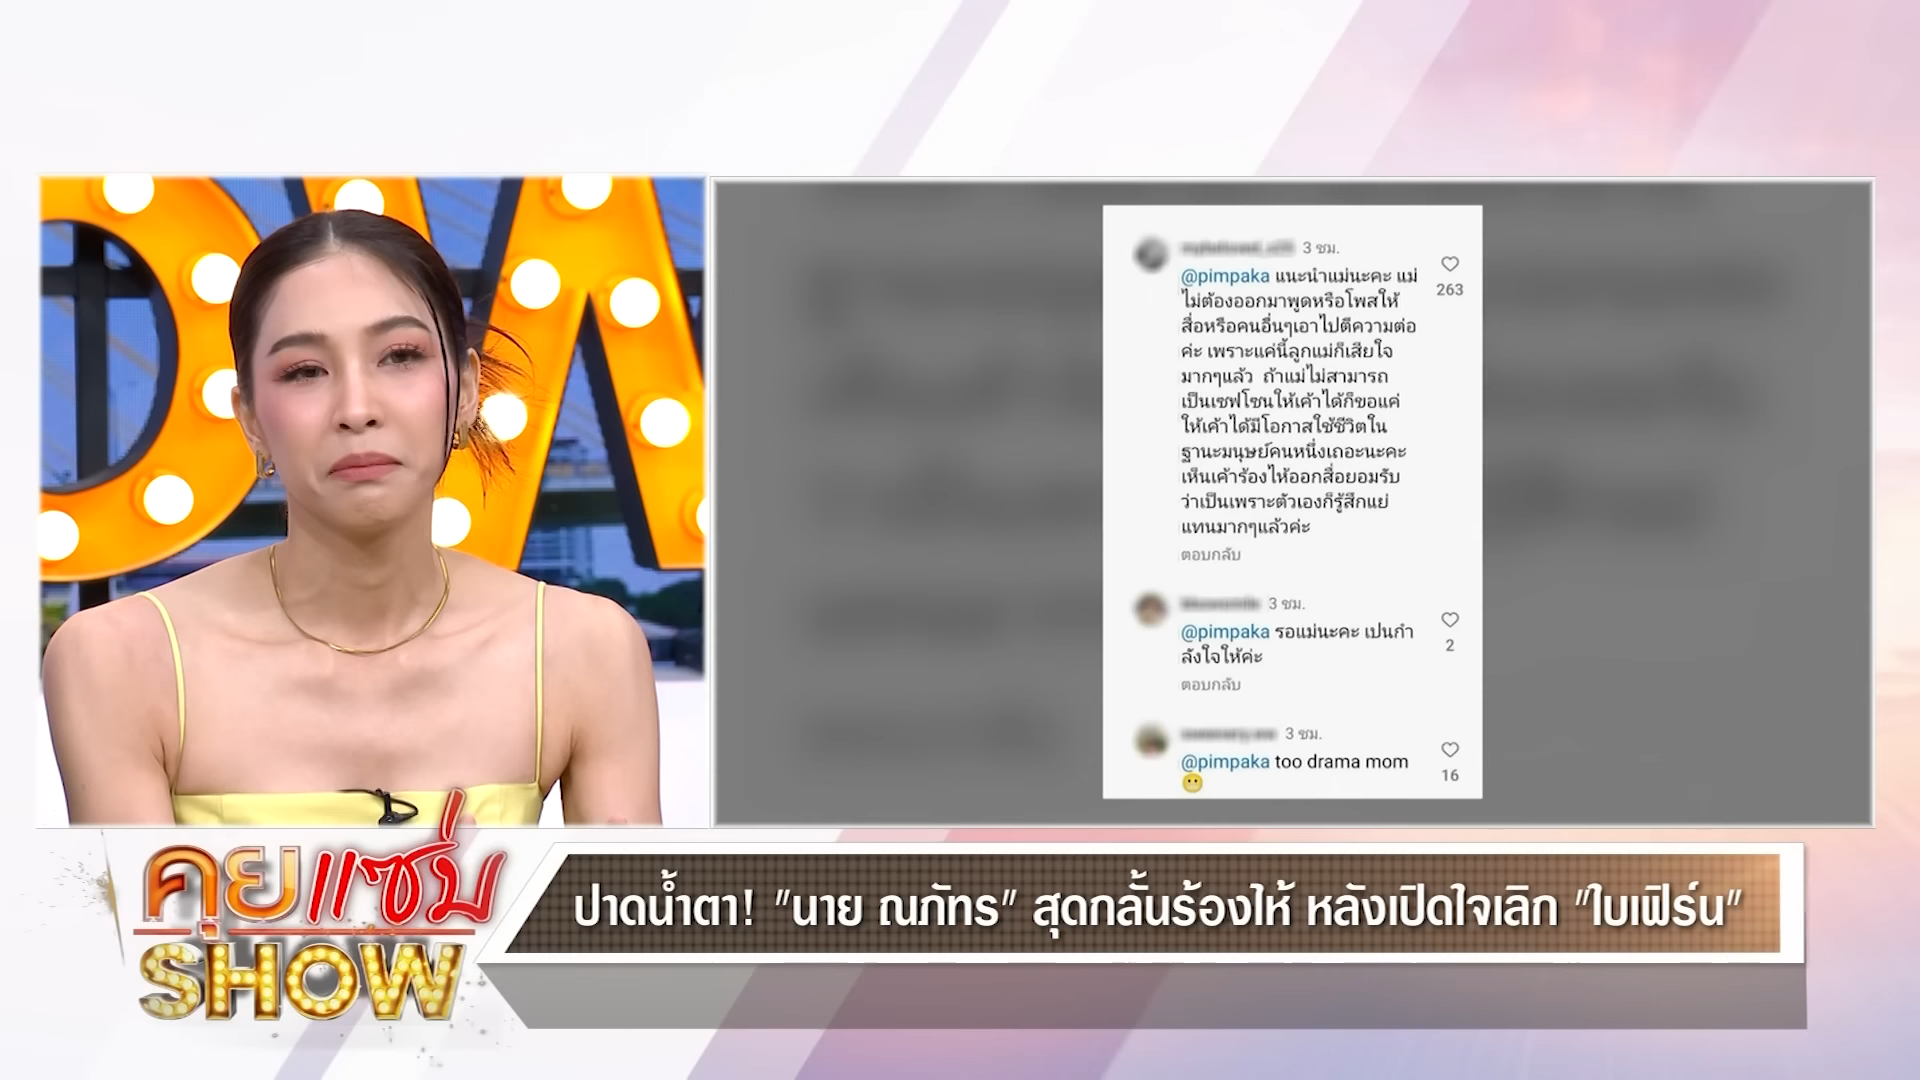 3 ชม.
@pimpaka แนะนำแม่นะคะ แม่
ไม่ต้องออกมาพูดหรือโพสให้
สื่อหรือคนอื่นๆเอาไปตีความต่อ
ค่ะ เพราะแค่นี้ลูกแม่ก็เสียใจ
มากๆแล้ว ถ้าแม่ไม่สามารถ
เป็นเซฟโซนให้เค้าได้ก็ขอแค่
ให้เค้าได้มีโอกาสใช้ชีวิตใน
ฐานะมนุษย์คนหนึ่งเถอะนะคะ
เห็นเค้าร้องไห้ออกสื่อยอมรับ
ว่าเป็นเพราะตัวเองก็รู้สึกแย่
แทนมากๆแล้วค่ะ
263
ตอบกลับ
3 ชม.
@pimpaka รอแม่นะคะ เปนกำ
ลังใจให้ค่ะ
2
ตอบกลับ
3 ชม.
@pimpaka too drama mom
😬
16
คุยแซ่บ
SHOW
ปาดน้ำตา! "นาย ณภัทร" สุดกลั้นร้องไห้ หลังเปิดใจเลิก "ใบเฟิร์น"